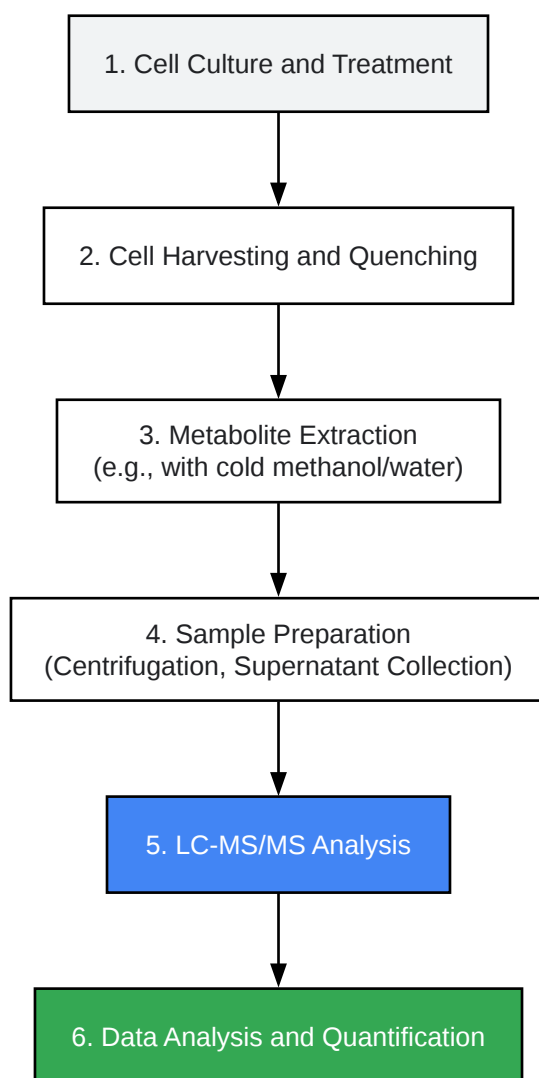 1. Cell Culture and Treatment
2. Cell Harvesting and Quenching
3. Metabolite Extraction
(e.g., with cold methanol/water)
4. Sample Preparation
(Centrifugation, Supernatant Collection)
5. LC-MS/MS Analysis
6. Data Analysis and Quantification